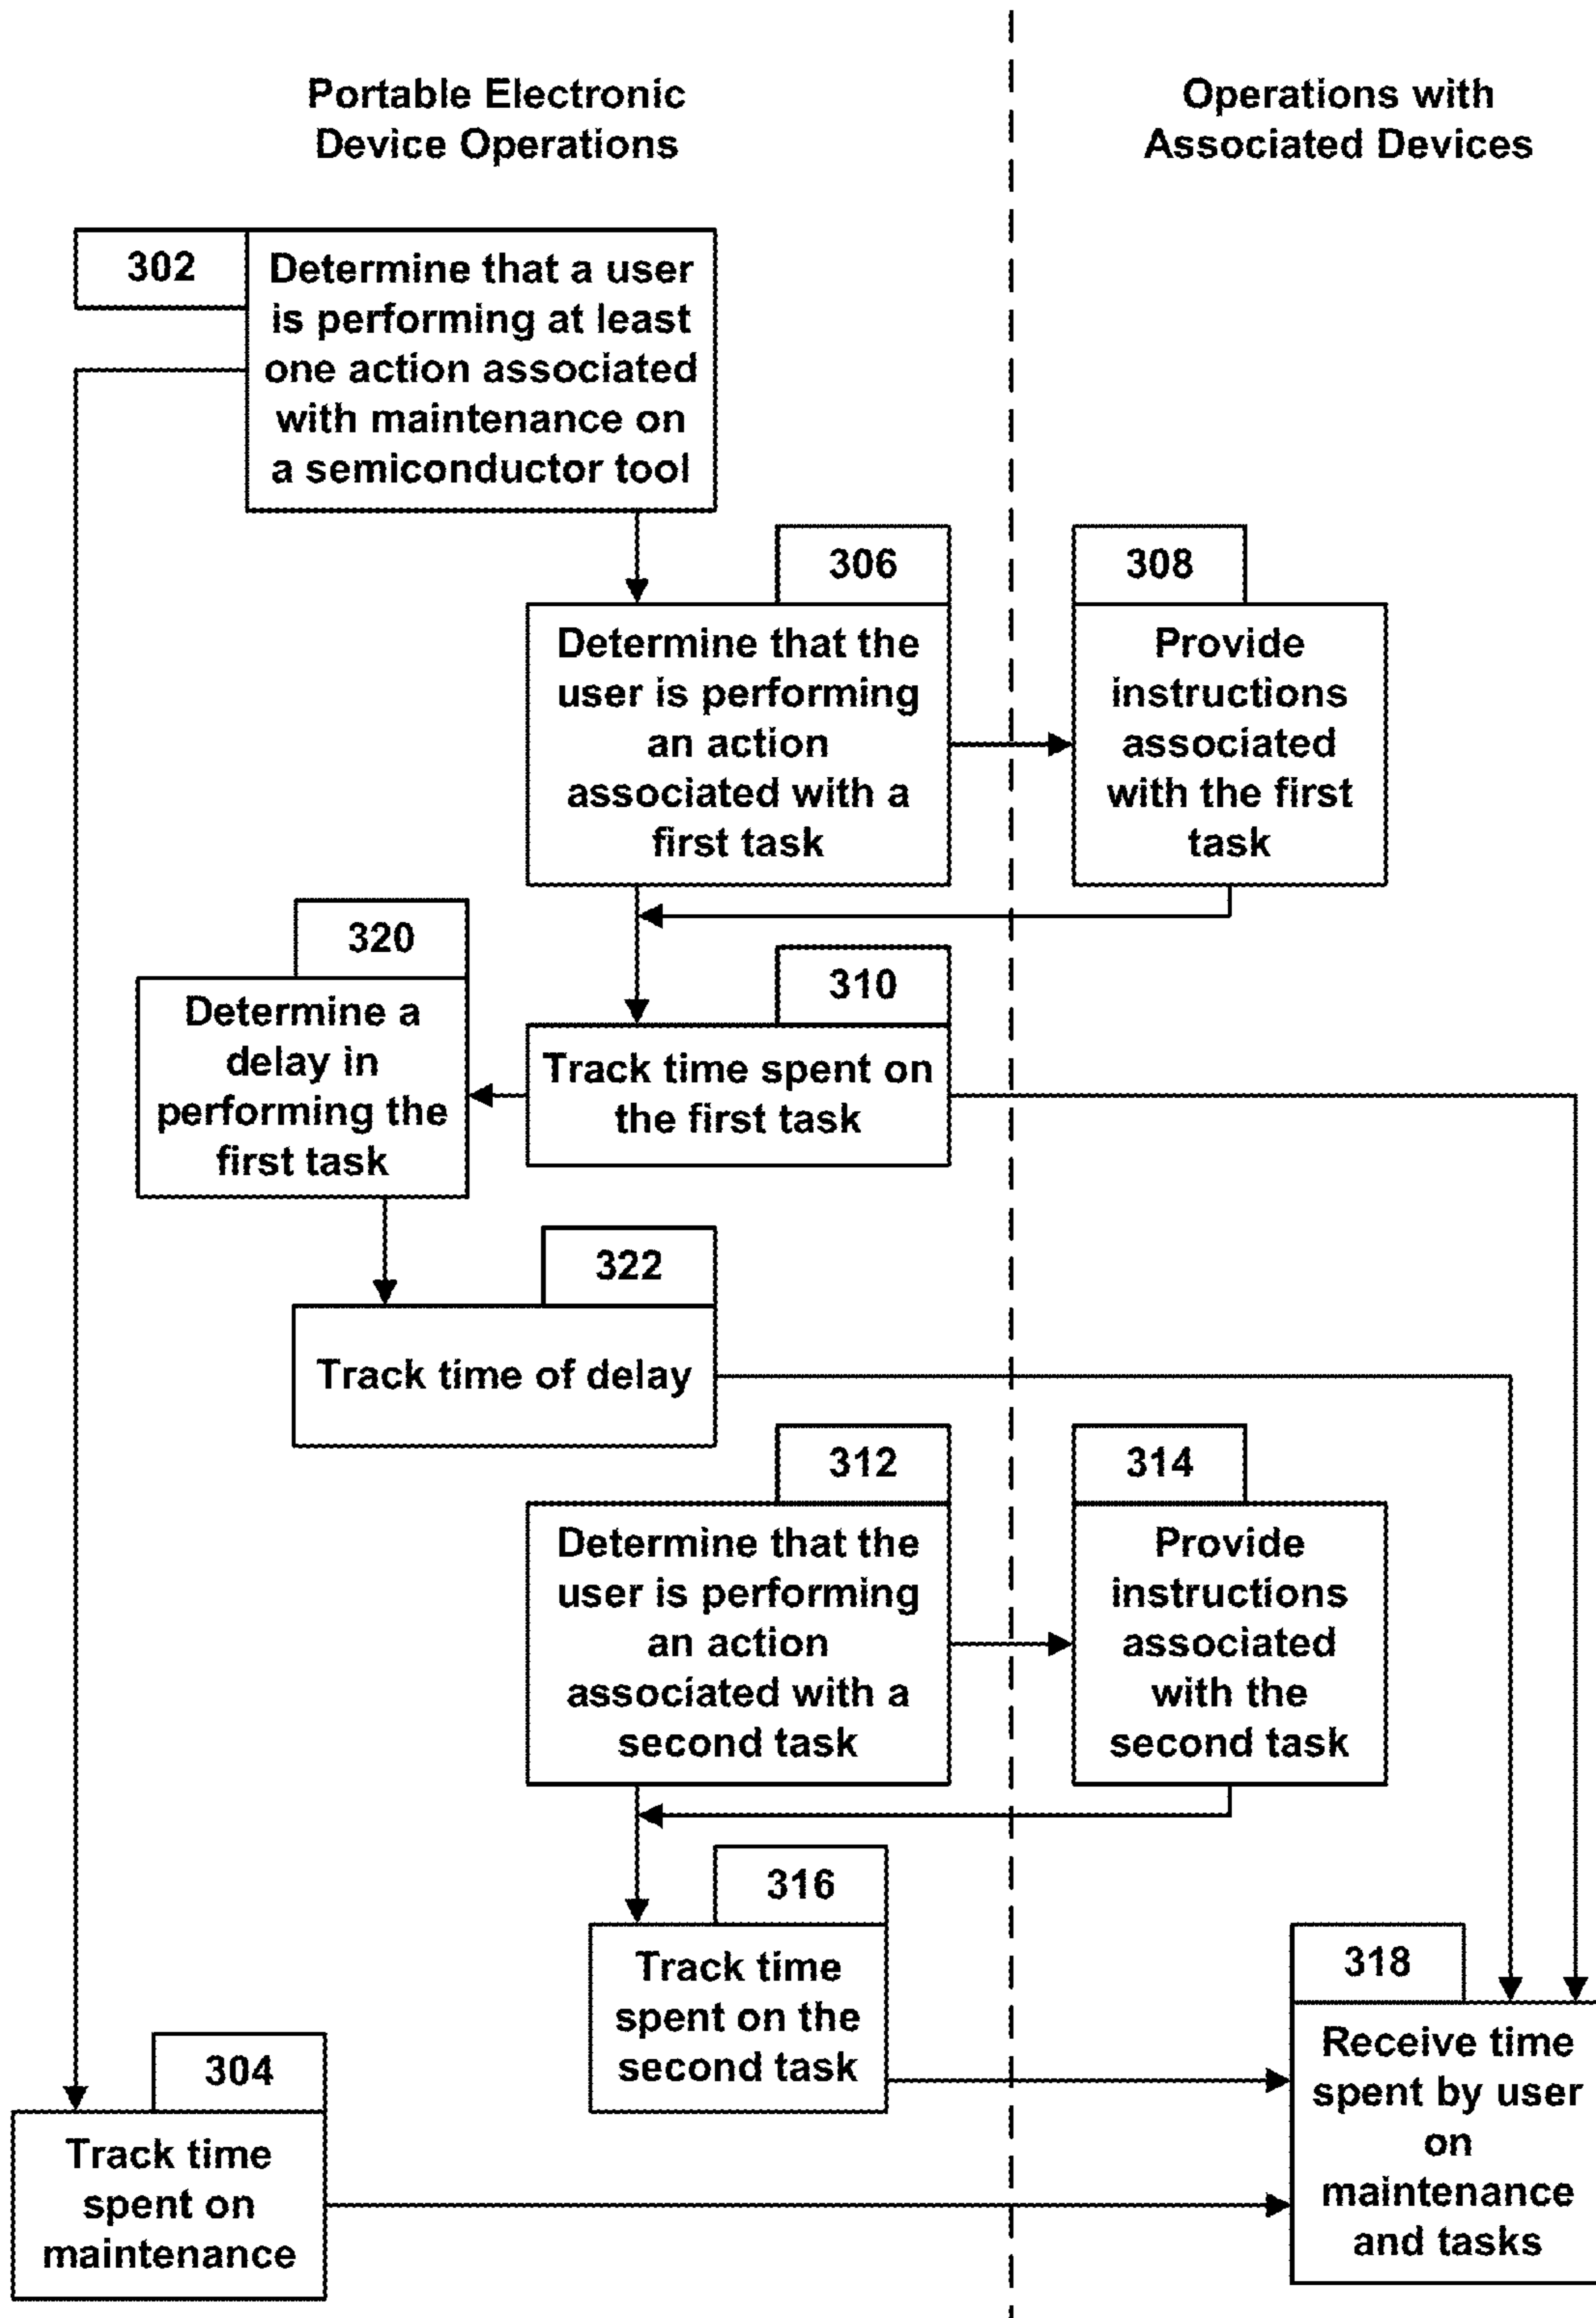 Portable Electronic
Device Operations
Operations with
Associated Devices
302
Determine that a user
is performing at least
one action associated
with maintenance on
a semiconductor tool
306
Determine that the
user is performing
an action
associated with a
first task
308
Provide
instructions
associated
with the first
task
320
Determine a
delay in
performing the
first task
310
Track time spent on
the first task
322
Track time of delay
312
Determine that the
user is performing
an action
associated with a
second task
314
Provide
instructions
associated
with the
second task
316
Track time
spent on the
second task
318
Receive time
spent by user
on
maintenance
and tasks
304
Track time
spent on
maintenance